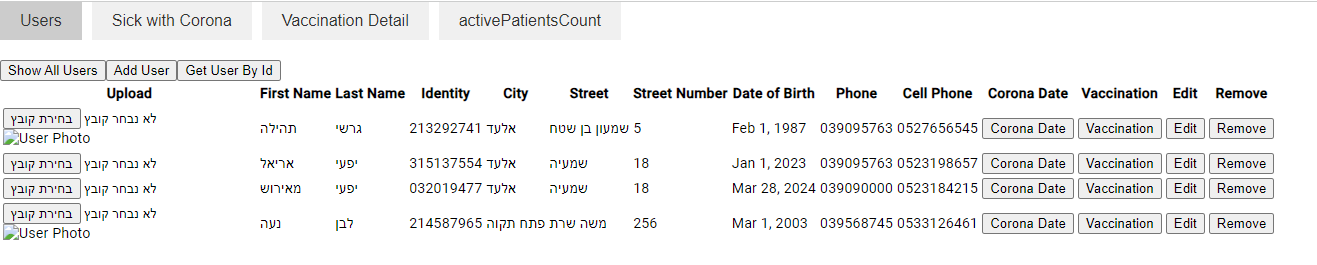 Users Sick with Corona Vaccination Detail activePatientsCount
Show All Users Add User Get User By Id
Upload First Name Last Name Identity City Street Street Number Date of Birth Phone Cell Phone Corona Date Vaccination Edit Remove
בחירת קובץ לא נבחר קובץ
User Photo
תהילה גרשי 213292741 אלעד שמעון בן שטח 5 Feb 1, 1987 039095763 0527656545 Corona Date Vaccination Edit Remove
בחירת קובץ לא נבחר קובץ אריאל יפעי 315137554 אלעד שמעיה 18 Jan 1, 2023 039095763 0523198657 Corona Date Vaccination Edit Remove
בחירת קובץ לא נבחר קובץ מאירוש יפעי 032019477 אלעד שמעיה 18 Mar 28, 2024 039090000 0523184215 Corona Date Vaccination Edit Remove
בחירת קובץ לא נבחר קובץ
User Photo
נעה לבן 214587965 פתח תקוה משה שרת 256 Mar 1, 2003 039568745 0533126461 Corona Date Vaccination Edit Remove